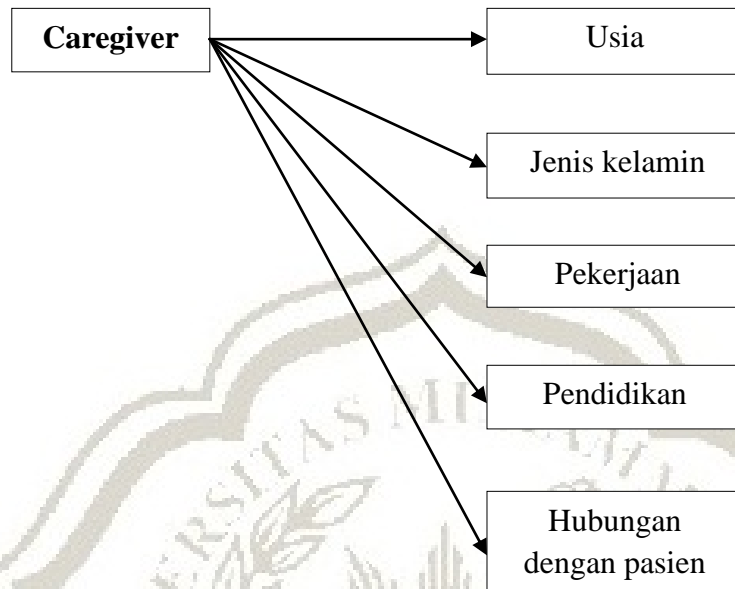 Caregiver
Usia
Jenis kelamin
Pekerjaan
Pendidikan
Hubungan
dengan pasien